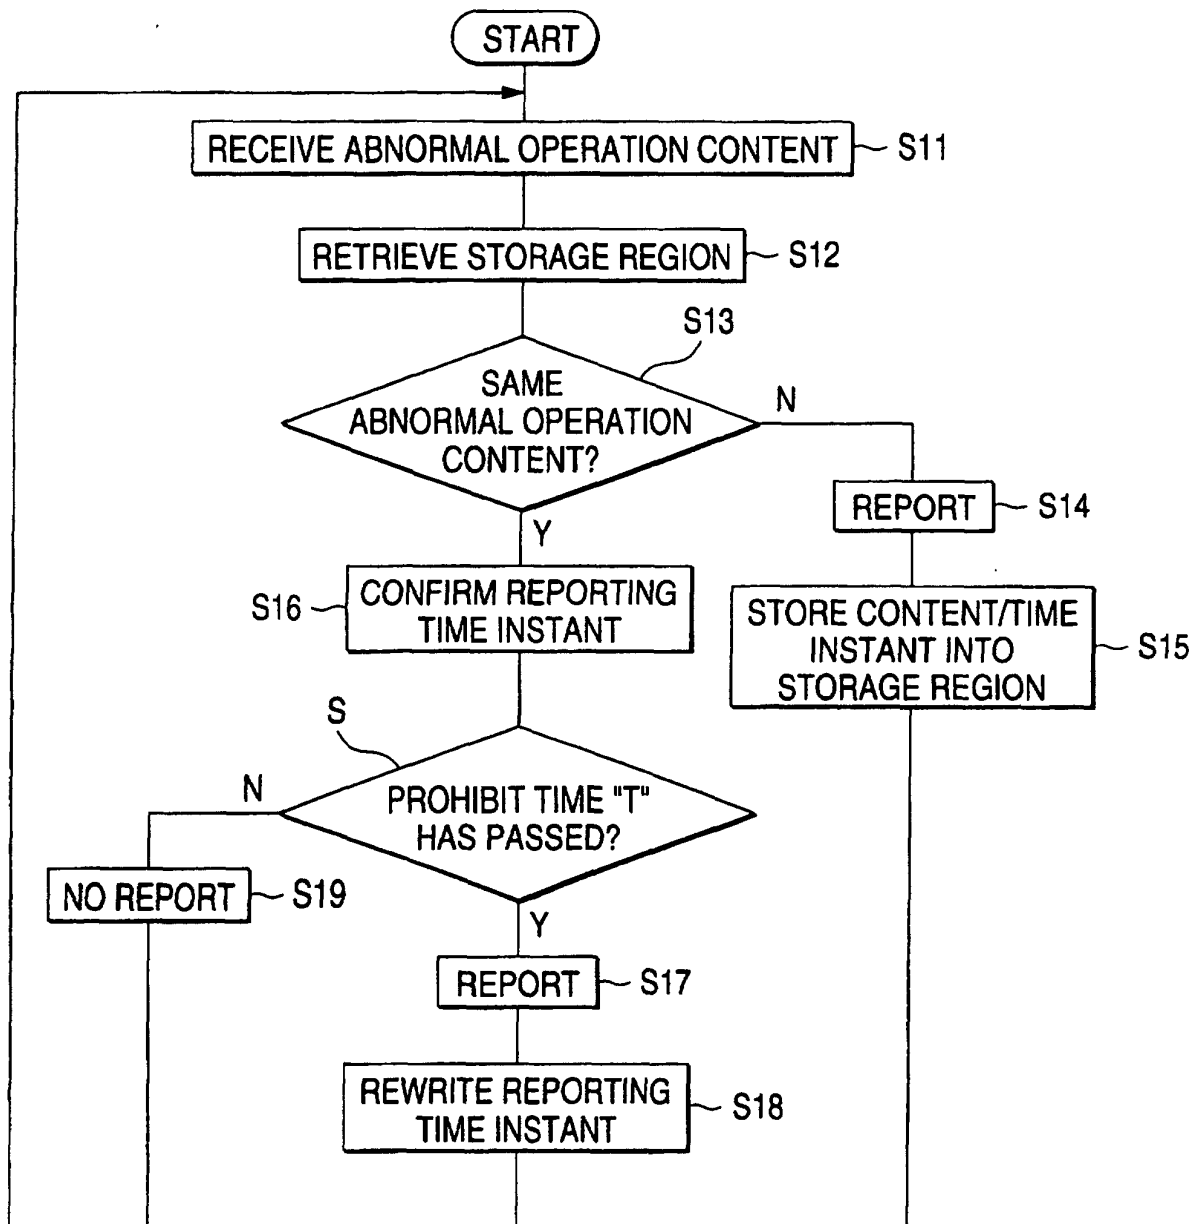 START
RECEIVE ABNORMAL OPERATION CONTENT
S11
RETRIEVE STORAGE REGION
S12
S13
SAME
ABNORMAL OPERATION
CONTENT?
N
Y
REPORT
S14
S16
CONFIRM REPORTING
TIME INSTANT
STORE CONTENT/TIME
INSTANT INTO
STORAGE REGION
S15
S
N
PROHIBIT TIME "T"
HAS PASSED?
Y
NO REPORT
S19
REPORT
S17
REWRITE REPORTING
TIME INSTANT
S18